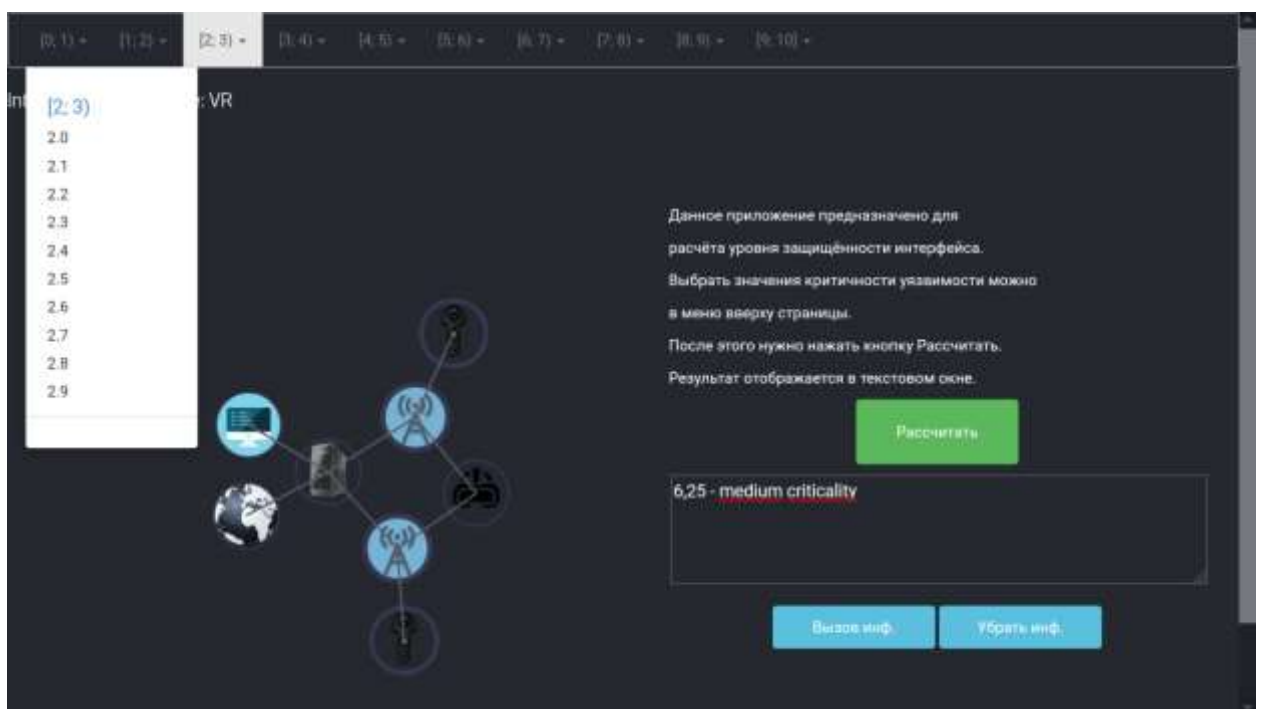 [0; 1) [1; 2) [2; 3) [3; 4) [4; 5) [5; 6) [6; 7) [7; 8) [8; 9) [9; 10]
: VR
[2; 3)
2.0
2.1
2.2
2.3
2.4
2.5
2.6
2.7
2.8
2.9
Данное приложение предназначено для
расчёта уровня защищённости интерфейса.
Выбрать значения критичности уязвимости можно
в меню вверху страницы.
После этого нужно нажать кнопку Рассчитать.
Результат отображается в текстовом окне.
Рассчитать
6,25 - medium criticality
Вызов инф. Убрать инф.